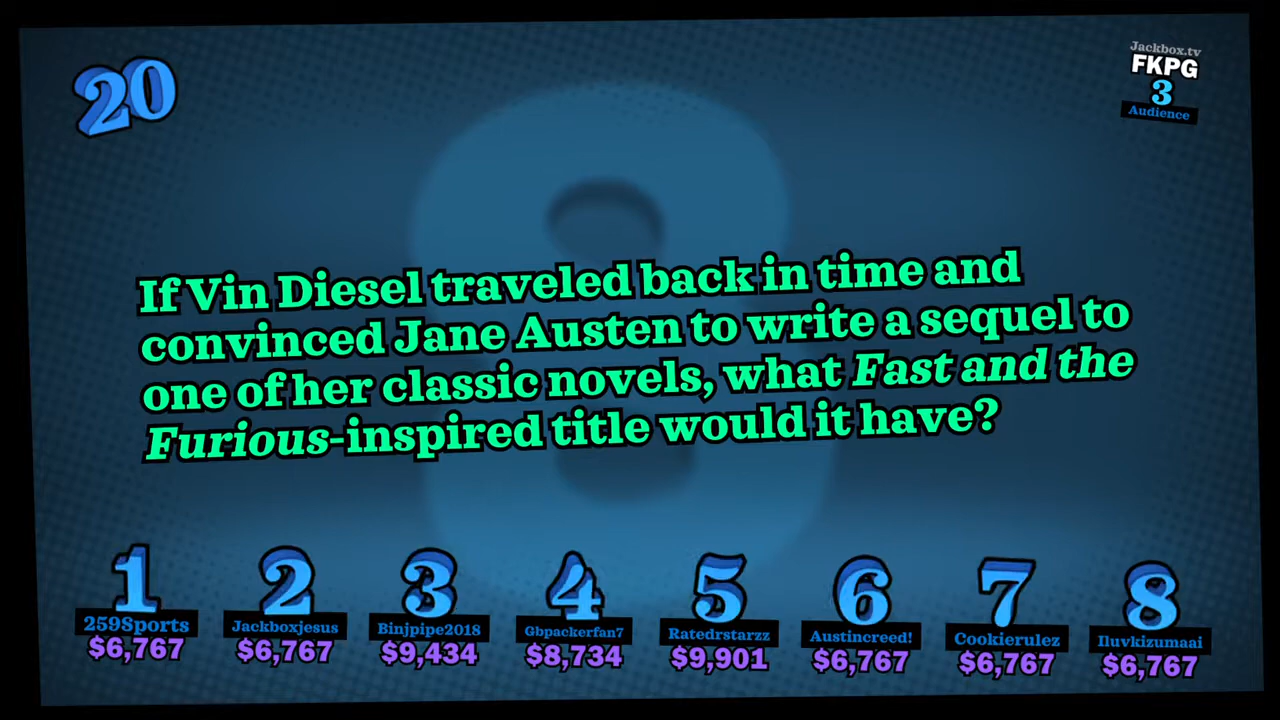 20
Jackbox.tv
FKPG
3
Audience
If Vin Diesel traveled back in time and
convinced Jane Austen to write a sequel to
one of her classic novels, what Fast and the
Furious-inspired title would it have?
1 2 3 4 5 6 7 8
259Sports Jackboxjesus Binjpipe2018 Gbpackerfan7 Ratedrstarzz Austincreed! Cookierulez Iluvkizumaai
$6,767 $6,767 $9,434 $8,734 $9,901 $6,767 $6,767 $6,767